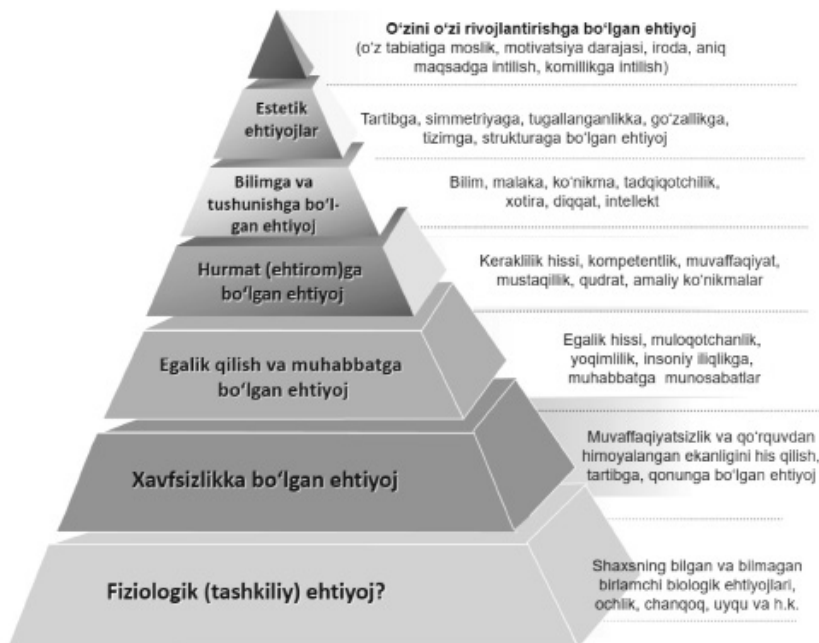 O‘zini o‘zi rivojlantirishga bo‘lgan ehtiyoj
(o‘z tabiatiga moslik, motivatsiya darajasi, iroda, aniq
maqsadga intilish, komillikga intilish)
Estetik
ehtiyojlar
Tartibga, simmetriyaga, tugallanganlikka, go‘zallikga,
tizimga, strukturaga bo‘lgan ehtiyoj
Bilimga va
tushunishga bo‘l-
gan ehtiyoj
Bilim, malaka, ko‘nikma, tadqiqotchilik,
xotira, diqqat, intellekt
Hurmat (ehtirom)ga
bo‘lgan ehtiyoj
Keraklilik hissi, kompetentlik, muvaffaqiyat,
mustaqillik, qudrat, amaliy ko‘nikmalar
Egalik qilish va muhabbatga
bo‘lgan ehtiyoj
Egalik hissi, muloqotchanlik,
yoqimlilik, insoniy iliqlikga,
muhabbatga munosabatlar
Xavfsizlikka bo‘lgan ehtiyoj
Muvaffaqiyatsizlik va qo‘rquvdan
himoyalangan ekanligini his qilish,
tartibga, qonunga bo‘lgan ehtiyoj
Fiziologik (tashkiliy) ehtiyoj?
Shaxsning bilgan va bilmagan
birlamchi biologik ehtiyojlari,
ochlik, chanqoq, uyqu va h.k.